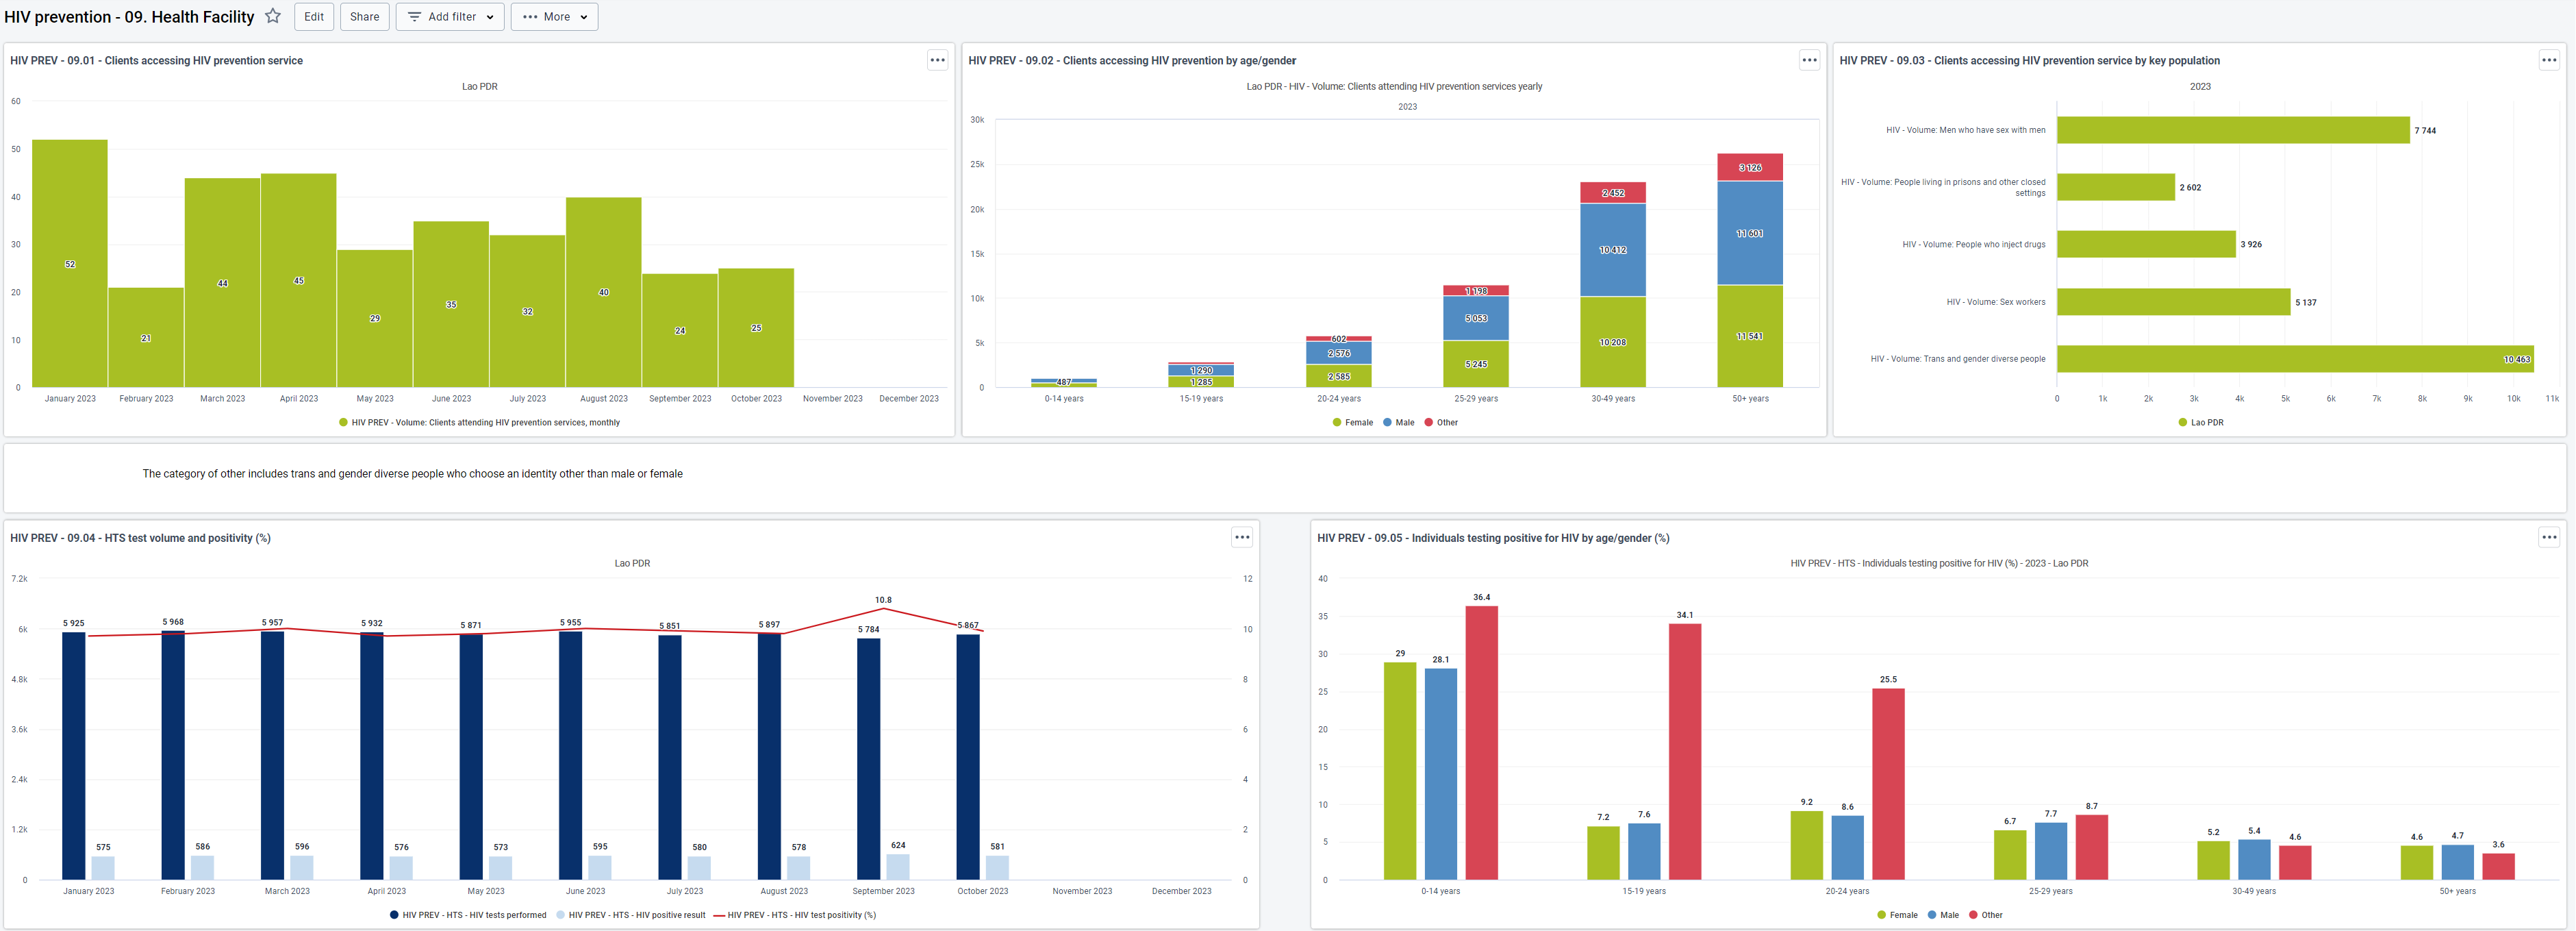 HIV prevention - 09. Health Facility
Edit
Share
Add filter
More
HIV PREV - 09.01 - Clients accessing HIV prevention service
Lao PDR
60
50
40
30
20
10
0
52
21
44
45
29
35
32
40
24
25
January 2023
February 2023
March 2023
April 2023
May 2023
June 2023
July 2023
August 2023
September 2023
October 2023
November 2023
December 2023
HIV PREV - Volume: Clients attending HIV prevention services, monthly
HIV PREV - 09.02 - Clients accessing HIV prevention by age/gender
Lao PDR - HIV - Volume: Clients attending HIV prevention services yearly
2023
30k
25k
20k
15k
10k
5k
0
487
1 290
1 285
602
2 576
2 585
1 198
5 053
5 245
2 452
10 412
10 208
3 126
11 601
11 541
0-14 years
15-19 years
20-24 years
25-29 years
30-49 years
50+ years
Female
Male
Other
HIV PREV - 09.03 - Clients accessing HIV prevention service by key population
2023
HIV - Volume: Men who have sex with men
7 744
HIV - Volume: People living in prisons and other closed
settings
2 602
HIV - Volume: People who inject drugs
3 926
HIV - Volume: Sex workers
5 137
HIV - Volume: Trans and gender diverse people
10 463
0
1k
2k
3k
4k
5k
6k
7k
8k
9k
10k
11k
Lao PDR
The category of other includes trans and gender diverse people who choose an identity other than male or female
HIV PREV - 09.04 - HTS test volume and positivity (%)
Lao PDR
7.2k
6k
4.8k
3.6k
2.4k
1.2k
0
12
10
8
6
4
2
0
5 925
5 968
5 957
5 932
5 871
5 955
5 851
5 897
5 784
5 867
10.8
575
586
596
576
573
595
580
578
624
581
January 2023
February 2023
March 2023
April 2023
May 2023
June 2023
July 2023
August 2023
September 2023
October 2023
November 2023
December 2023
HIV PREV - HTS - HIV tests performed
HIV PREV - HTS - HIV positive result
HIV PREV - HTS - HIV test positivity (%)
HIV PREV - 09.05 - Individuals testing positive for HIV by age/gender (%)
HIV PREV - HTS - Individuals testing positive for HIV (%) - 2023 - Lao PDR
40
35
30
25
20
15
10
5
0
29
28.1
36.4
7.2
7.6
34.1
9.2
8.6
25.5
6.7
7.7
8.7
5.2
5.4
4.6
4.6
4.7
3.6
0-14 years
15-19 years
20-24 years
25-29 years
30-49 years
50+ years
Female
Male
Other